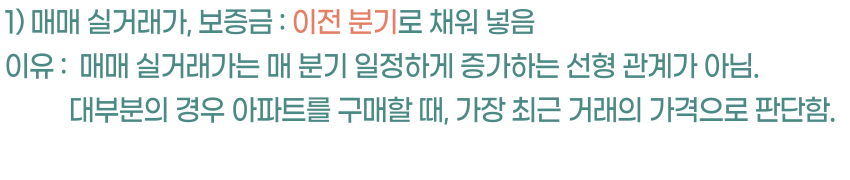 1) 매매 실거래가, 보증금 : 이전 분기로 채워 넣음
이유 : 매매 실거래가는 매 분기 일정하게 증가하는 선형 관계가 아님.
대부분의 경우 아파트를 구매할 때, 가장 최근 거래의 가격으로 판단함.